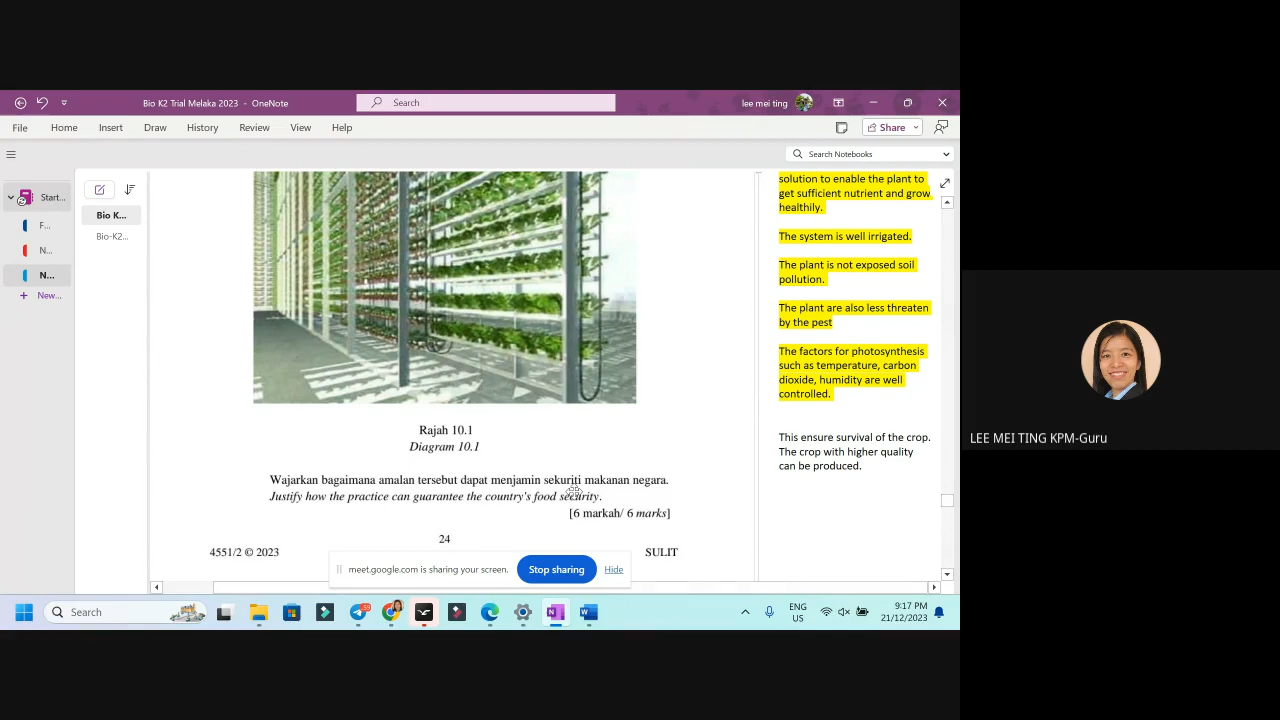 Bio K2 Trial Melaka 2023 - OneNote
Search
lee mei ting
File Home Insert Draw History Review View Help
Share
Search Notebooks
Start...
F...
N...
N...
New...
Bio K...
Bio-K2...
Rajah 10.1
Diagram 10.1
Wajarkan bagaimana amalan tersebut dapat menjamin sekuriti makanan negara.
Justify how the practice can guarantee the country's food security.
[6 markah/ 6 marks]
24
4551/2 © 2023
SULIT
solution to enable the plant to
get sufficient nutrient and grow
healthily.
The system is well irrigated.
The plant is not exposed soil
pollution.
The plant are also less threaten
by the pest
The factors for photosynthesis
such as temperature, carbon
dioxide, humidity are well
controlled.
This ensure survival of the crop.
The crop with higher quality
can be produced.
meet.google.com is sharing your screen.
Stop sharing
Hide
Search
ENG
US
9:17 PM
21/12/2023
LEE MEI TING KPM-Guru